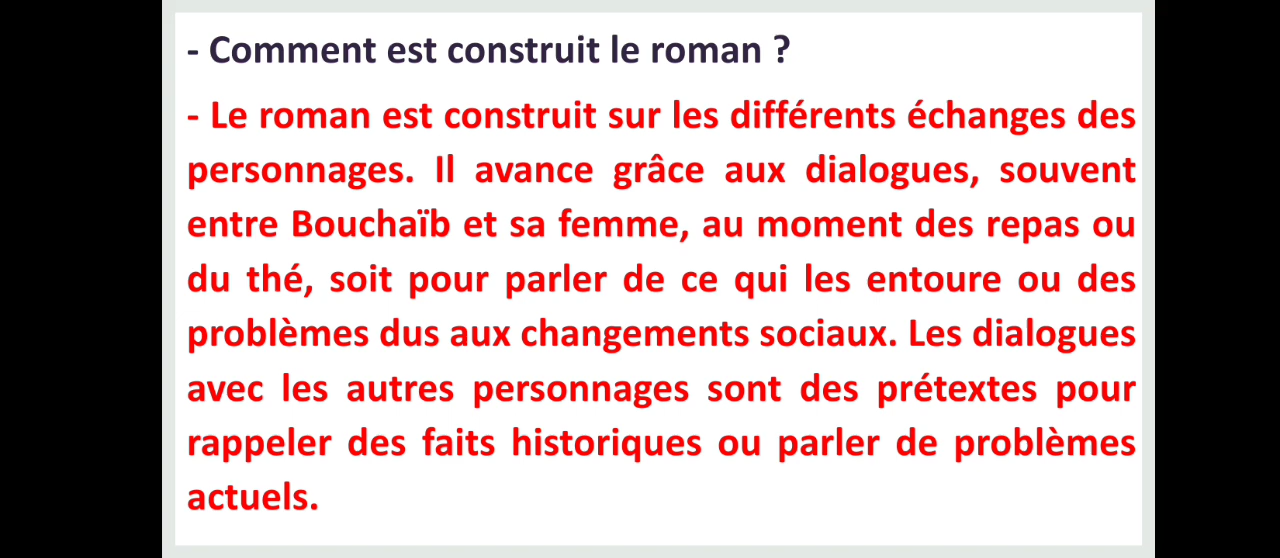 - Comment est construit le roman ?
- Le roman est construit sur les différents échanges des
personnages. Il avance grâce aux dialogues, souvent
entre Bouchaïb et sa femme, au moment des repas ou
du thé, soit pour parler de ce qui les entoure ou des
problèmes dus aux changements sociaux. Les dialogues
avec les autres personnages sont des prétextes pour
rappeler des faits historiques ou parler de problèmes
actuels.